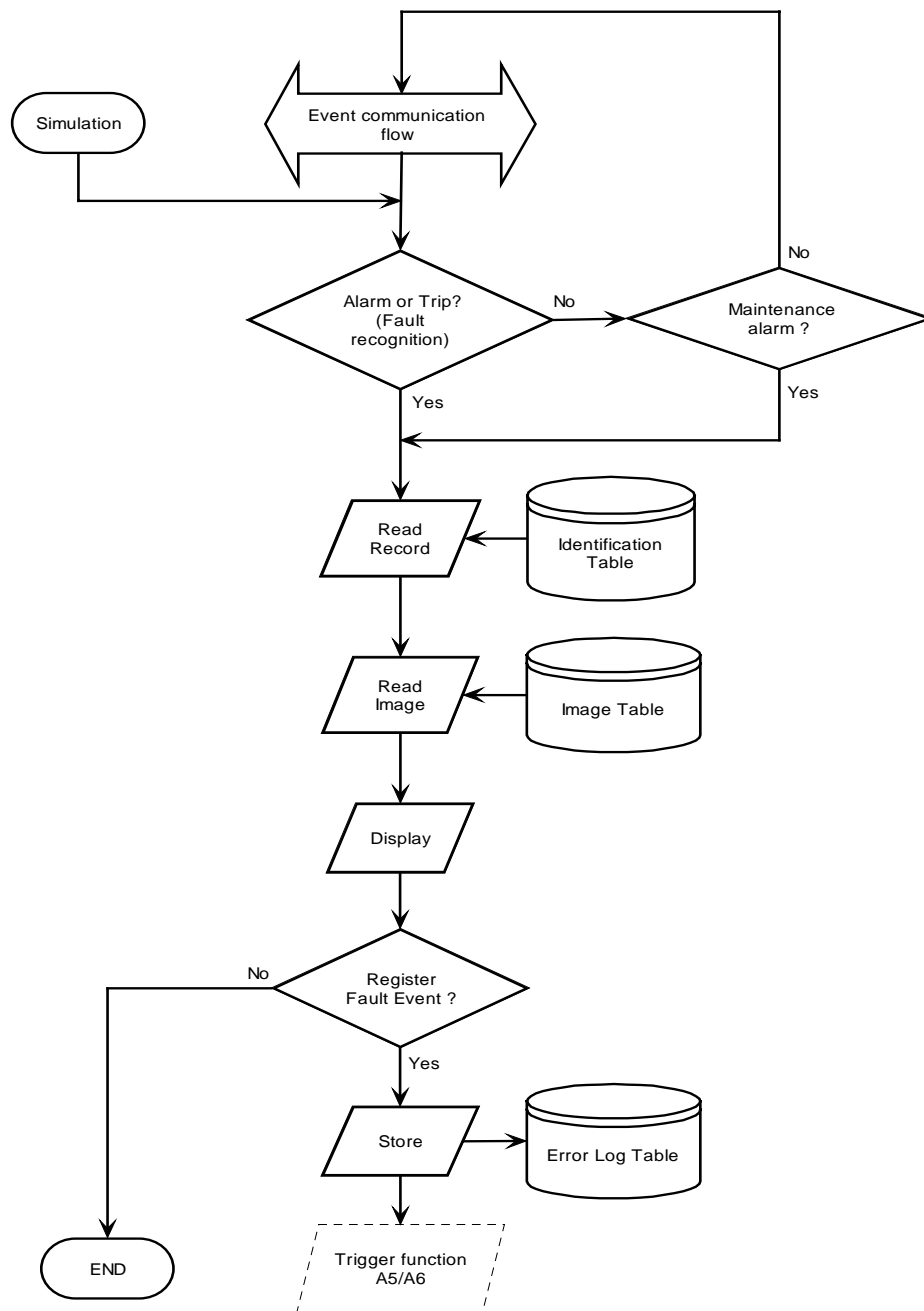 Simulation
Event communication
flow
Alarm or Trip?
(Fault
recognition)
No
Maintenance
alarm ?
No
Yes
Yes
Read
Record
Identification
Table
Read
Image
Image Table
Display
Register
Fault Event ?
No
Yes
Store
Error Log Table
Trigger function
A5/A6
END